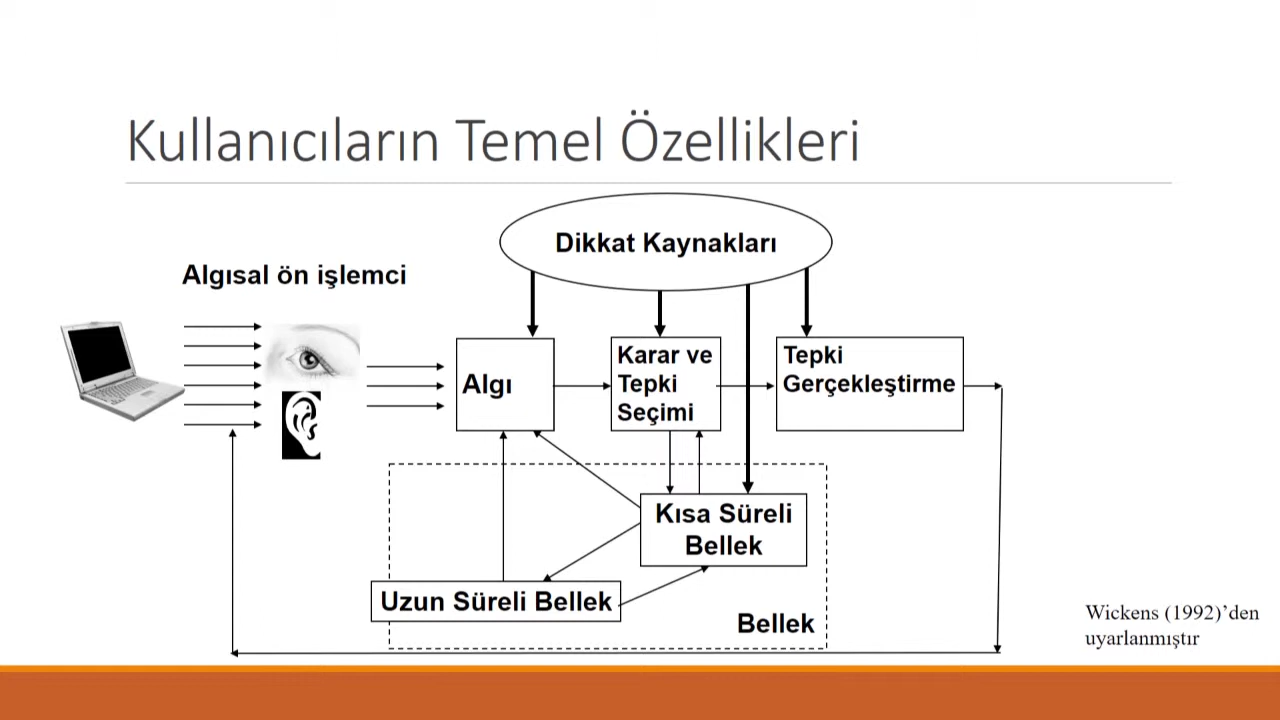 Kullanıcıların Temel Özellikleri
Dikkat Kaynakları
Algısal ön işlemci
Algı
Karar ve
Tepki
Seçimi
Tepki
Gerçekleştirme
Kısa Süreli
Bellek
Uzun Süreli Bellek
Bellek
Wickens (1992)’den
uyarlanmıştır